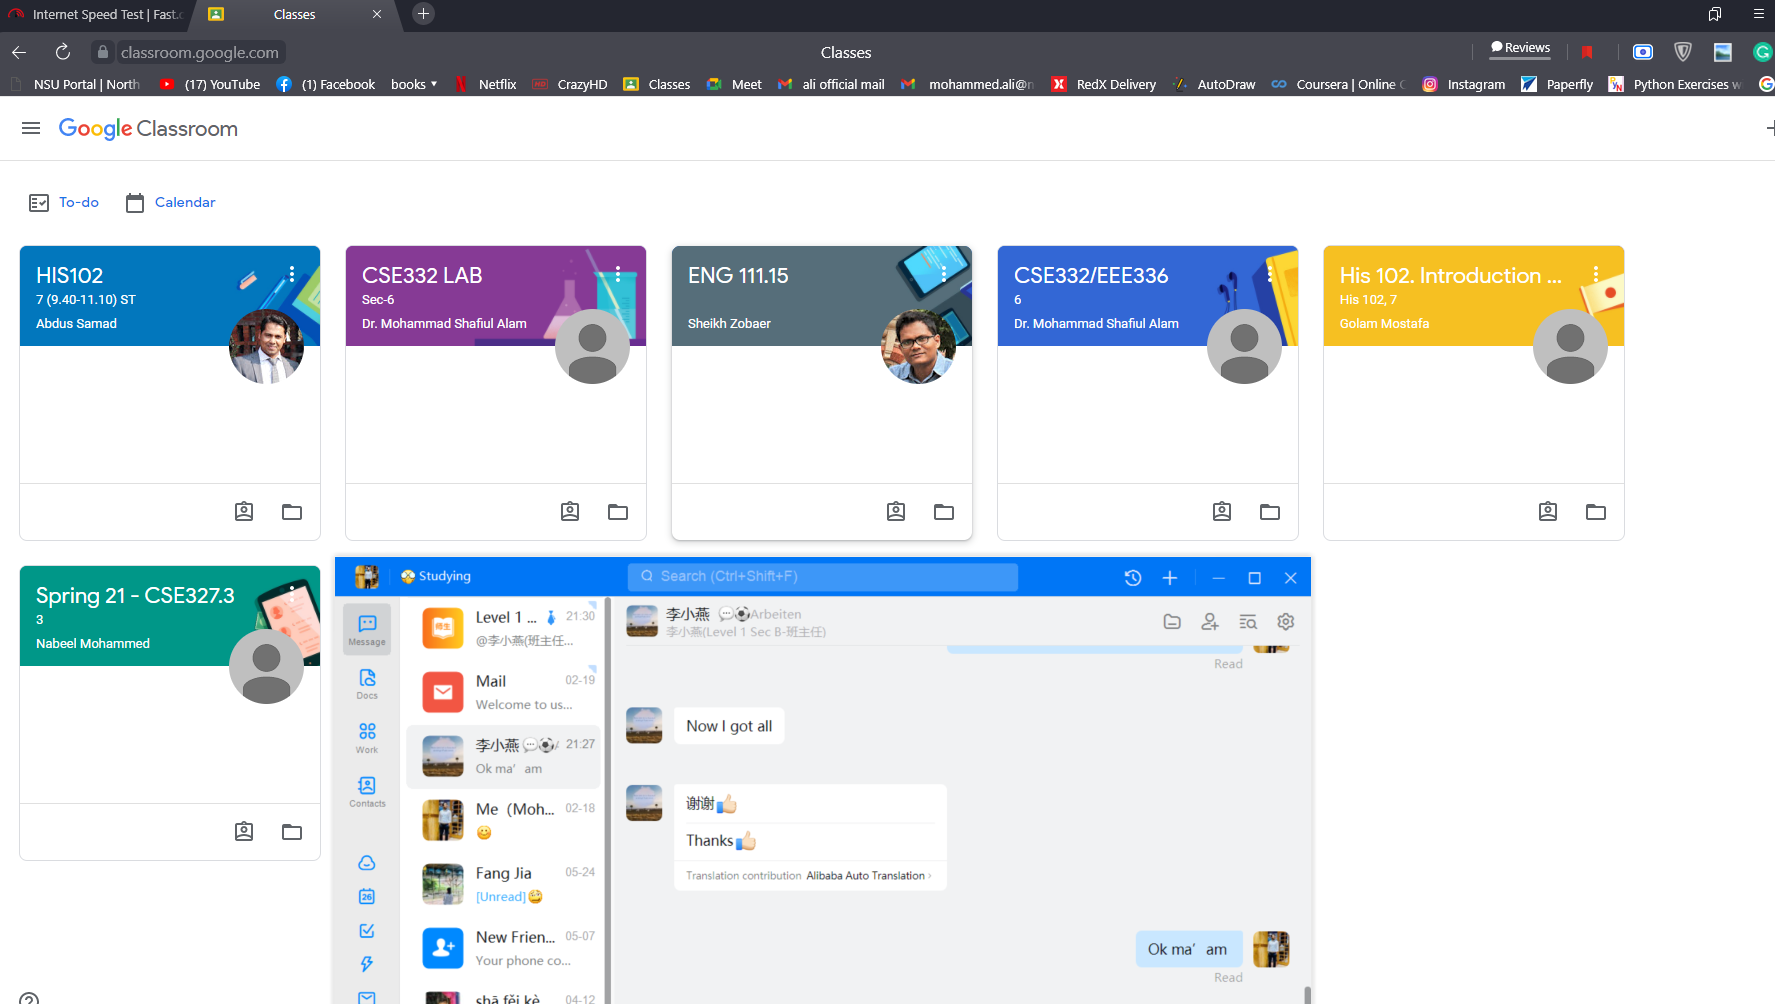 Internet Speed Test | Fast.c
Classes
classroom.google.com
Classes
Reviews
NSU Portal | North
(17) YouTube
(1) Facebook
books
Netflix
CrazyHD
Classes
Meet
ali official mail
mohammed.ali@n
RedX Delivery
AutoDraw
Coursera | Online C
Instagram
Paperfly
Python Exercises w
Google Classroom
To-do
Calendar
HIS102
7 (9.40-11.10) ST
Abdus Samad
CSE332 LAB
Sec-6
Dr. Mohammad Shafiul Alam
ENG 111.15
Sheikh Zobaer
CSE332/EEE336
6
Dr. Mohammad Shafiul Alam
His 102. Introduction ...
His 102, 7
Golam Mostafa
Spring 21 - CSE327.3
3
Nabeel Mohammed
Studying
Search (Ctrl+Shift+F)
Message
Docs
Work
Contacts
26
师生
Level 1 ... 21:30
@李小燕(班主任...
Mail 02-19
Welcome to us...
李小燕 21:27
Ok ma' am
Me（Moh... 02-18
Fang Jia 05-24
[Unread]
New Frien... 05-07
Your phone co...
shā fēi kè 04-12
李小燕 Arbeiten
李小燕(Level 1 Sec B-班主任)
Read
Now I got all
谢谢
Thanks
Translation contribution Alibaba Auto Translation
Ok ma' am
Read